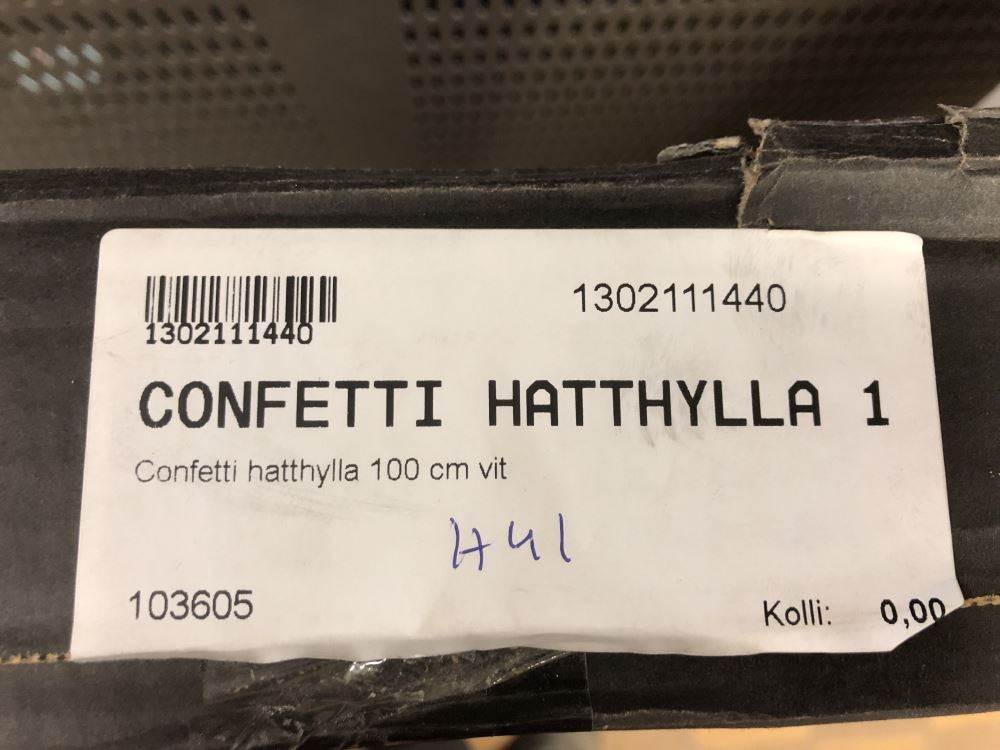 1302111440
1302111440
CONFETTI HATTHYLLA 1
Confetti hatthylla 100 cm vit
H41
103605
Kolli: 0,00